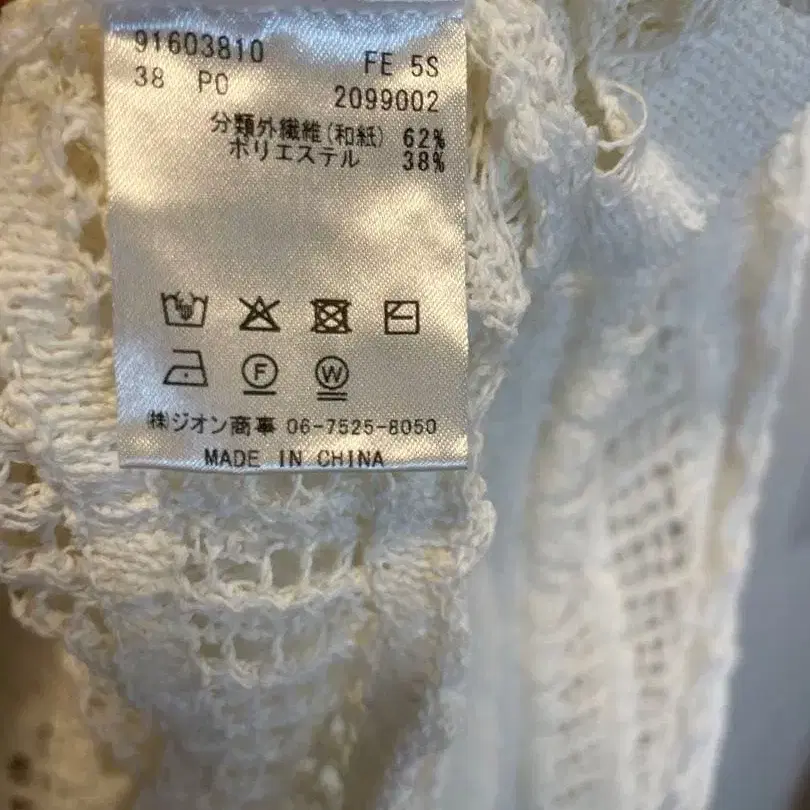 91603810
38 PO FE 5S
2099002
分類外繊維(和紙) 62%
ポリエステル 38%
F W
㈱ジオン商事 06-7525-8050
MADE IN CHINA